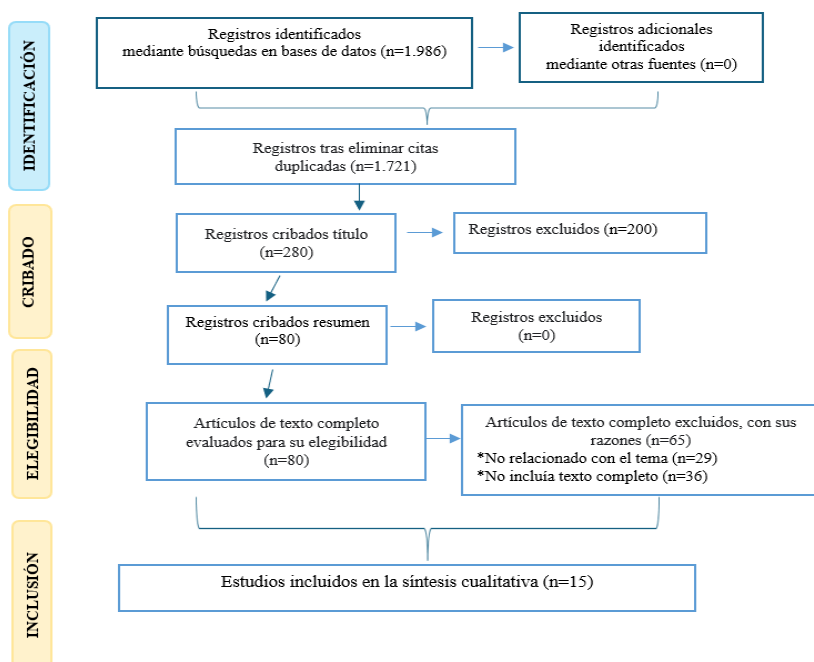 IDENTIFICACIÓN
Registros identificados
mediante búsquedas en bases de datos (n=1.986)
Registros adicionales
identificados
mediante otras fuentes (n=0)
Registros tras eliminar citas
duplicadas (n=1.721)
CRIBADO
Registros cribados título
(n=280)
Registros excluidos (n=200)
Registros cribados resumen
(n=80)
Registros excluidos
(n=0)
ELEGIBILIDAD
Artículos de texto completo
evaluados para su elegibilidad
(n=80)
Artículos de texto completo excluidos, con sus
razones (n=65)
*No relacionado con el tema (n=29)
*No incluía texto completo (n=36)
INCLUSIÓN
Estudios incluidos en la síntesis cualitativa (n=15)